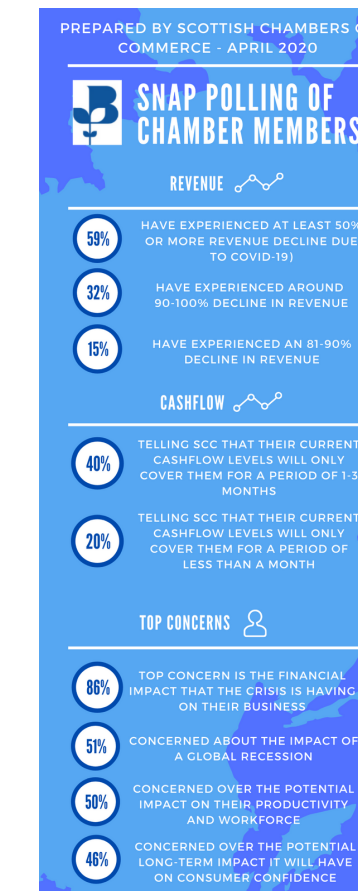 PREPARED BY SCOTTISH CHAMBERS O
COMMERCE - APRIL 2020
SNAP POLLING OF
CHAMBER MEMBERS
REVENUE
59%
HAVE EXPERIENCED AT LEAST 50%
OR MORE REVENUE DECLINE DUE
TO COVID-19)
32%
HAVE EXPERIENCED AROUND
90-100% DECLINE IN REVENUE
15%
HAVE EXPERIENCED AN 81-90%
DECLINE IN REVENUE
CASHFLOW
40%
TELLING SCC THAT THEIR CURRENT
CASHFLOW LEVELS WILL ONLY
COVER THEM FOR A PERIOD OF 1-3
MONTHS
20%
TELLING SCC THAT THEIR CURRENT
CASHFLOW LEVELS WILL ONLY
COVER THEM FOR A PERIOD OF
LESS THAN A MONTH
TOP CONCERNS
86%
TOP CONCERN IS THE FINANCIAL
IMPACT THAT THE CRISIS IS HAVING
ON THEIR BUSINESS
51%
CONCERNED ABOUT THE IMPACT OF
A GLOBAL RECESSION
50%
CONCERNED OVER THE POTENTIAL
IMPACT ON THEIR PRODUCTIVITY
AND WORKFORCE
46%
CONCERNED OVER THE POTENTIAL
LONG-TERM IMPACT IT WILL HAVE
ON CONSUMER CONFIDENCE